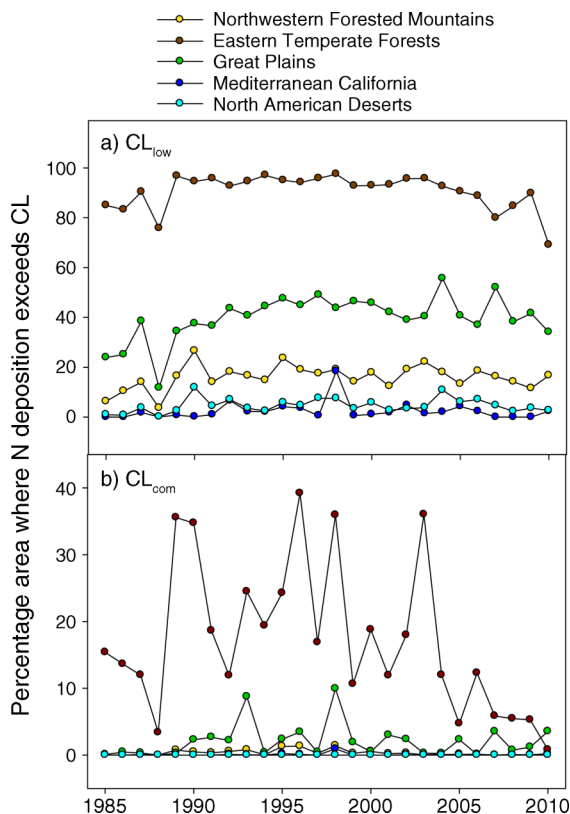 Northwestern Forested Mountains
Eastern Temperate Forests
Great Plains
Mediterranean California
North American Deserts
Percentage area where N deposition exceeds CL
a) CLlow
100
80
60
40
20
0
b) CLcom
40
30
20
10
0
1985 1990 1995 2000 2005 2010